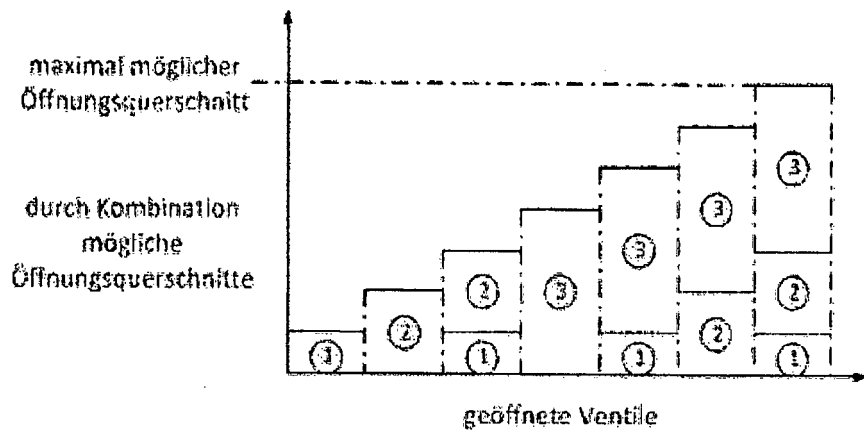 maximal möglicher
Öffnungsquerschnitt
durch Kombination
mögliche
Öffnungsquerschnitte
3
3
3
3
2
2
2
2
1
1
1
1
geöffnete Ventile